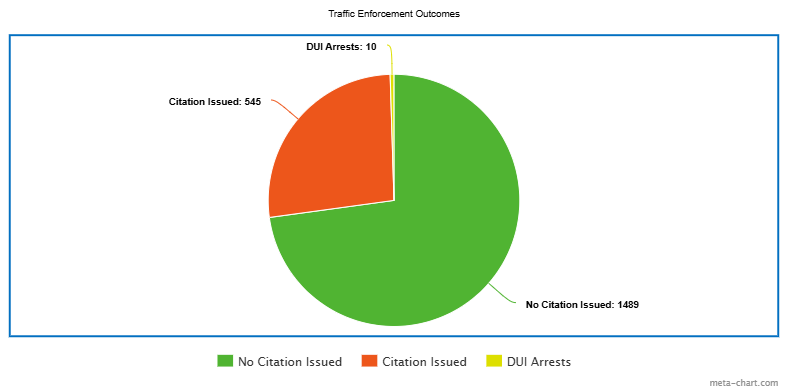 Traffic Enforcement Outcomes
DUI Arrests: 10
Citation Issued: 545
No Citation Issued: 1489
No Citation Issued Citation Issued DUI Arrests
meta-chart.com